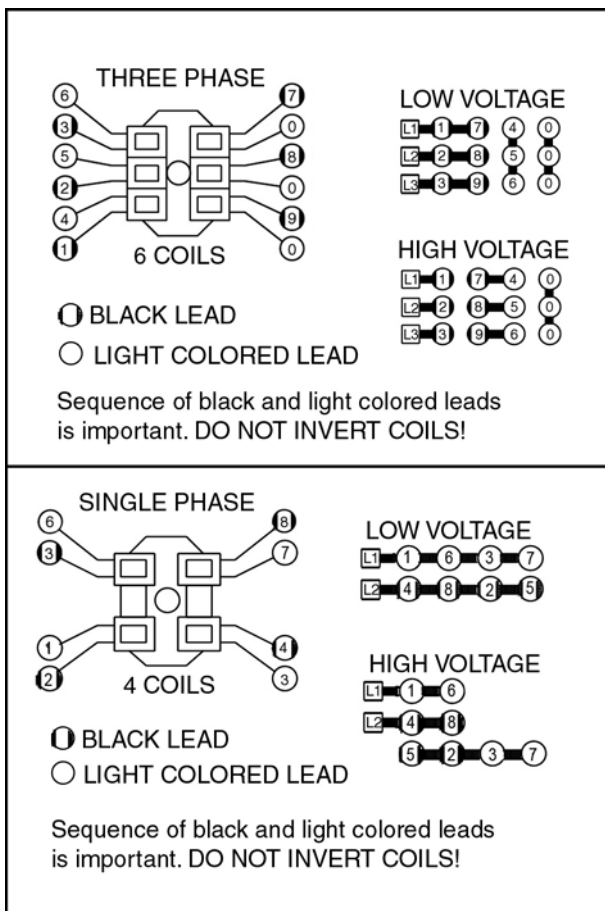 THREE PHASE
6 7
3 0
5 8
2 0
4 9
1 0
6 COILS
BLACK LEAD
LIGHT COLORED LEAD
LOW VOLTAGE
L1 1 7 4 0
L2 2 8 5 0
L3 3 9 6 0
HIGH VOLTAGE
L1 1 7 4 0
L2 2 8 5 0
L3 3 9 6 0
Sequence of black and light colored leads
is important. DO NOT INVERT COILS!
SINGLE PHASE
6 8
3 7
1 4
2 3
4 COILS
BLACK LEAD
LIGHT COLORED LEAD
LOW VOLTAGE
L1 1 6 3 7
L2 4 8 2 5
HIGH VOLTAGE
L1 1 6
L2 4 8
5 2 3 7
Sequence of black and light colored leads
is important. DO NOT INVERT COILS!